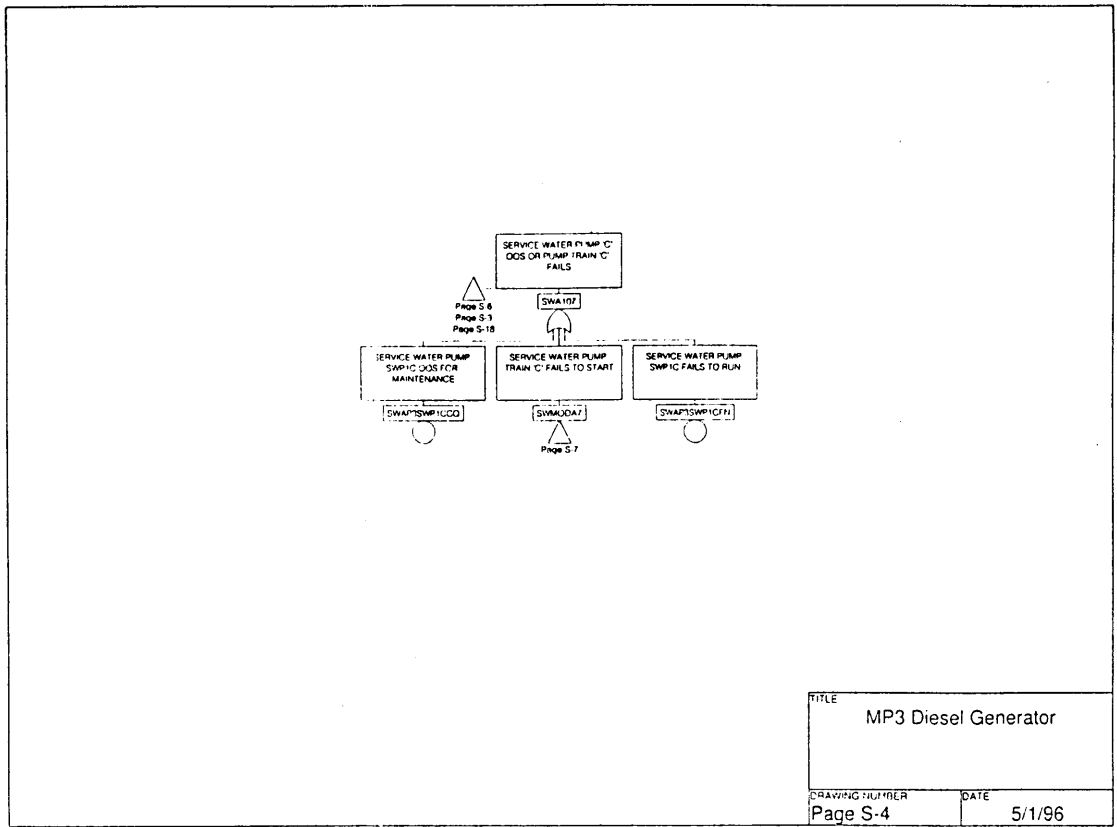 SERVICE WATER PUMP 'C'
OOS OR PUMP TRAIN 'C'
FAILS
SWA107
Page S-6
Page S-3
Page S-18
SERVICE WATER PUMP
SWP1C OOS FOR
MAINTENANCE
SERVICE WATER PUMP
TRAIN 'C' FAILS TO START
SERVICE WATER PUMP
SWP1C FAILS TO RUN
SWMODA7
Page S-7
TITLE
MP3 Diesel Generator
DRAWING NUMBER
Page S-4
DATE
5/1/96